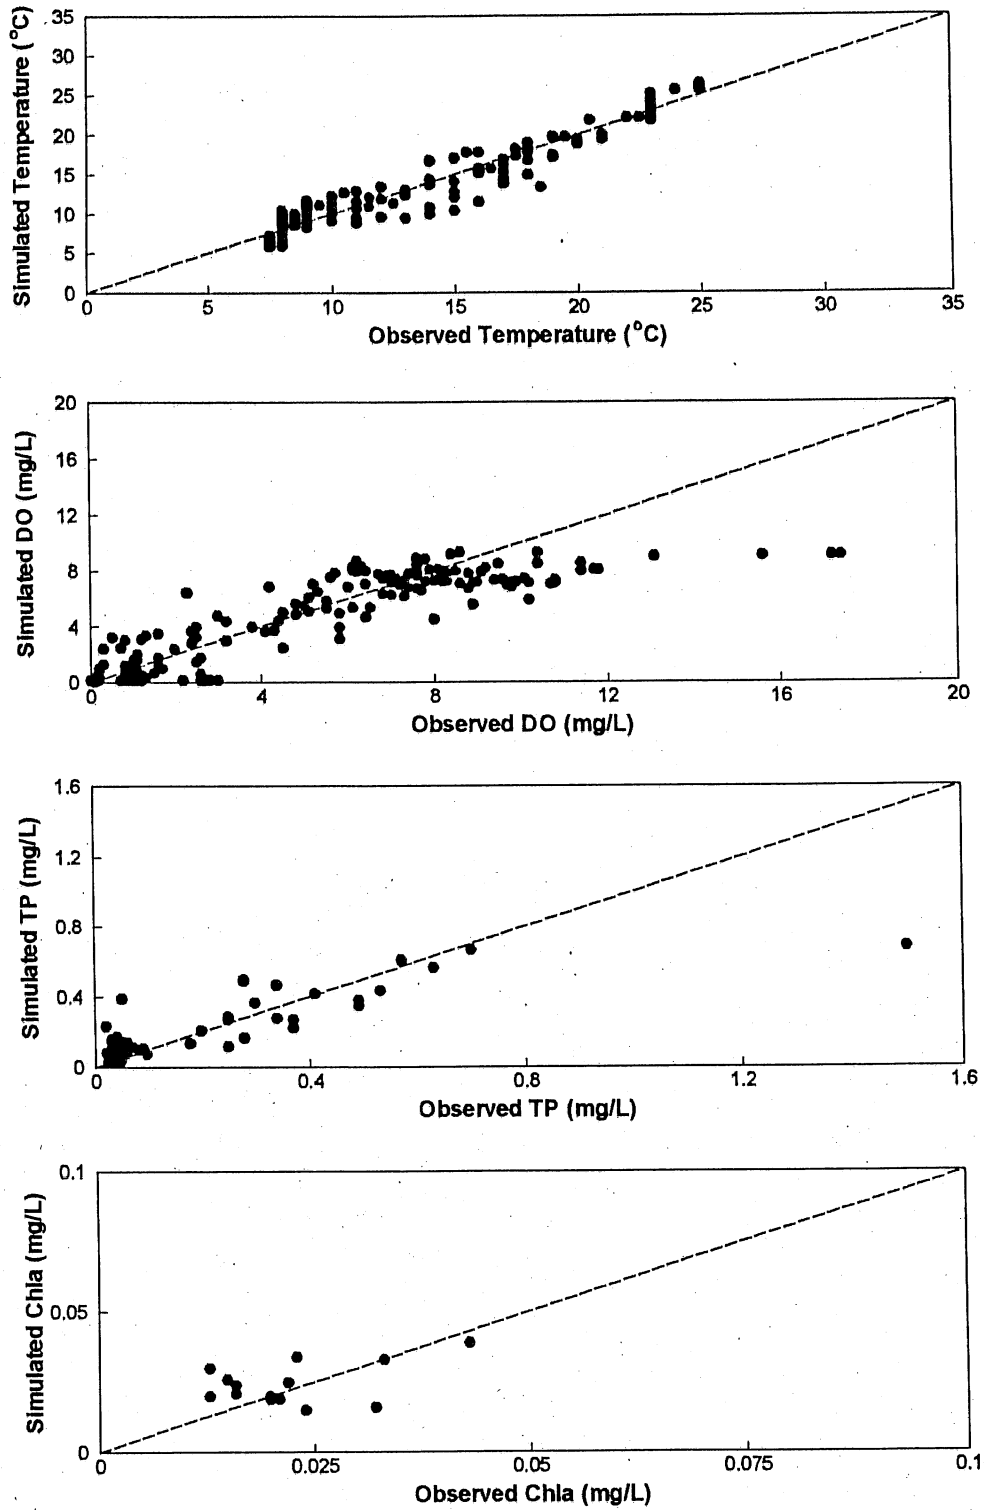 Simulated Temperature (°C)
35
30
25
20
15
10
5
0
0 5 10 15 20 25 30 35
Observed Temperature (°C)
Simulated DO (mg/L)
20
16
12
8
4
0
0 4 8 12 16 20
Observed DO (mg/L)
Simulated TP (mg/L)
1.6
1.2
0.8
0.4
0
0 0.4 0.8 1.2 1.6
Observed TP (mg/L)
Simulated Chla (mg/L)
0.1
0.05
0
0 0.025 0.05 0.075 0.1
Observed Chla (mg/L)